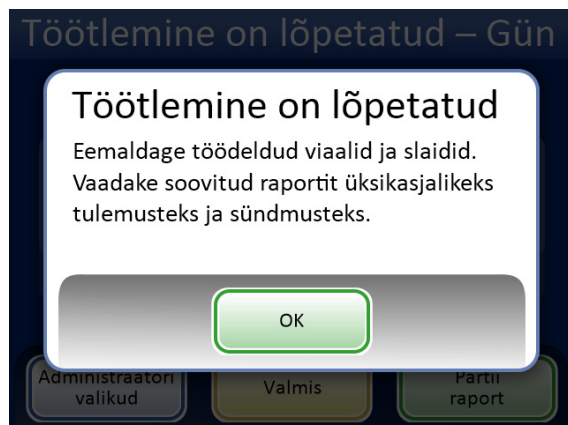 Töötlemine on lõpetatud – Gün
Töötlemine on lõpetatud
Eemaldage töödeldud viaalid ja slaidid.
Vaadake soovitud raportit üksikasjalikeks
tulemusteks ja sündmusteks.
OK
Administraatori
valikud
Valmis
Partii
raport